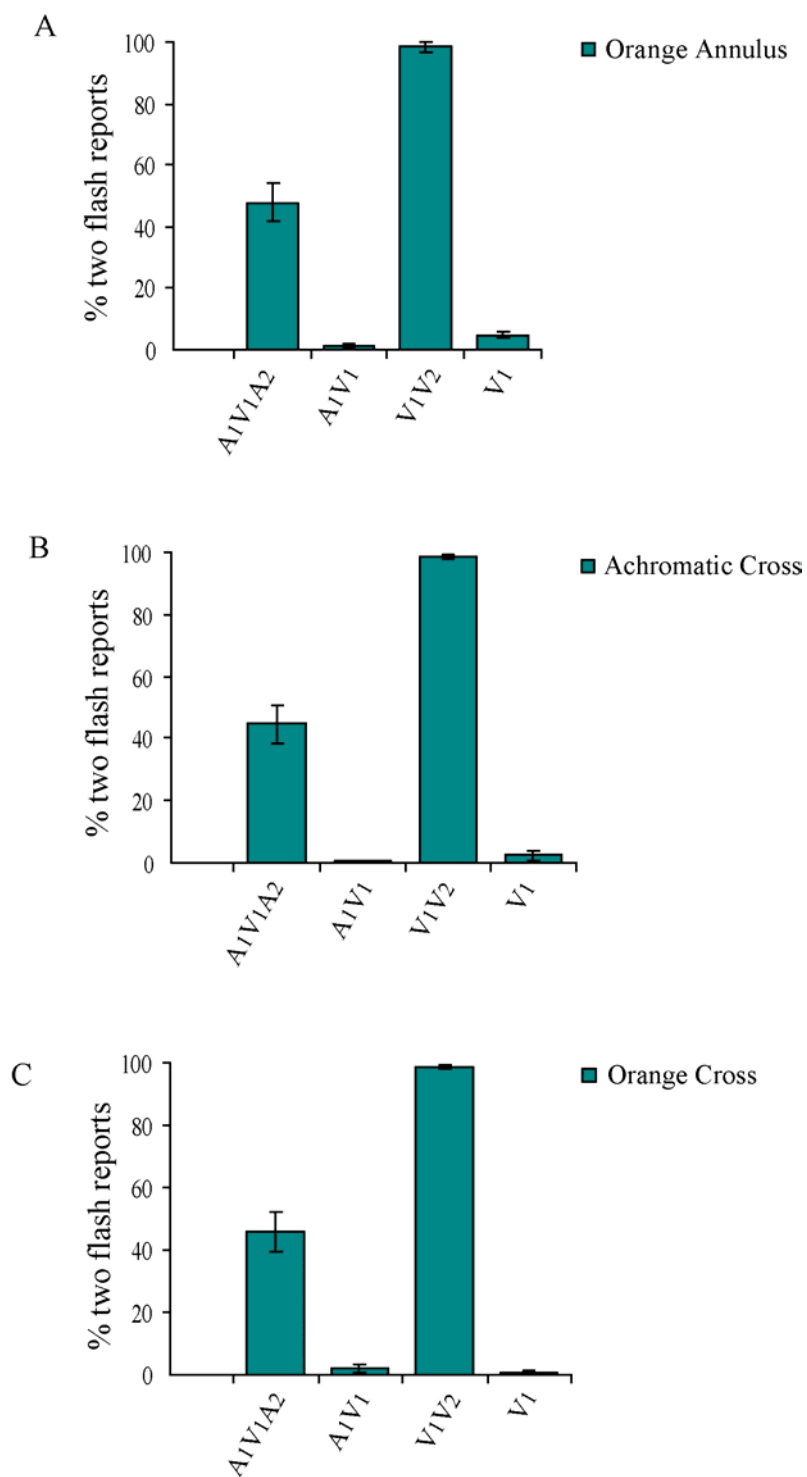 A
Orange Annulus
% two flash reports
100
80
60
40
20
0
A1V1A2
A1V1
V1V2
V1
B
Achromatic Cross
% two flash reports
100
80
60
40
20
0
A1V1A2
A1V1
V1V2
V1
C
Orange Cross
% two flash reports
100
80
60
40
20
0
A1V1A2
A1V1
V1V2
V1